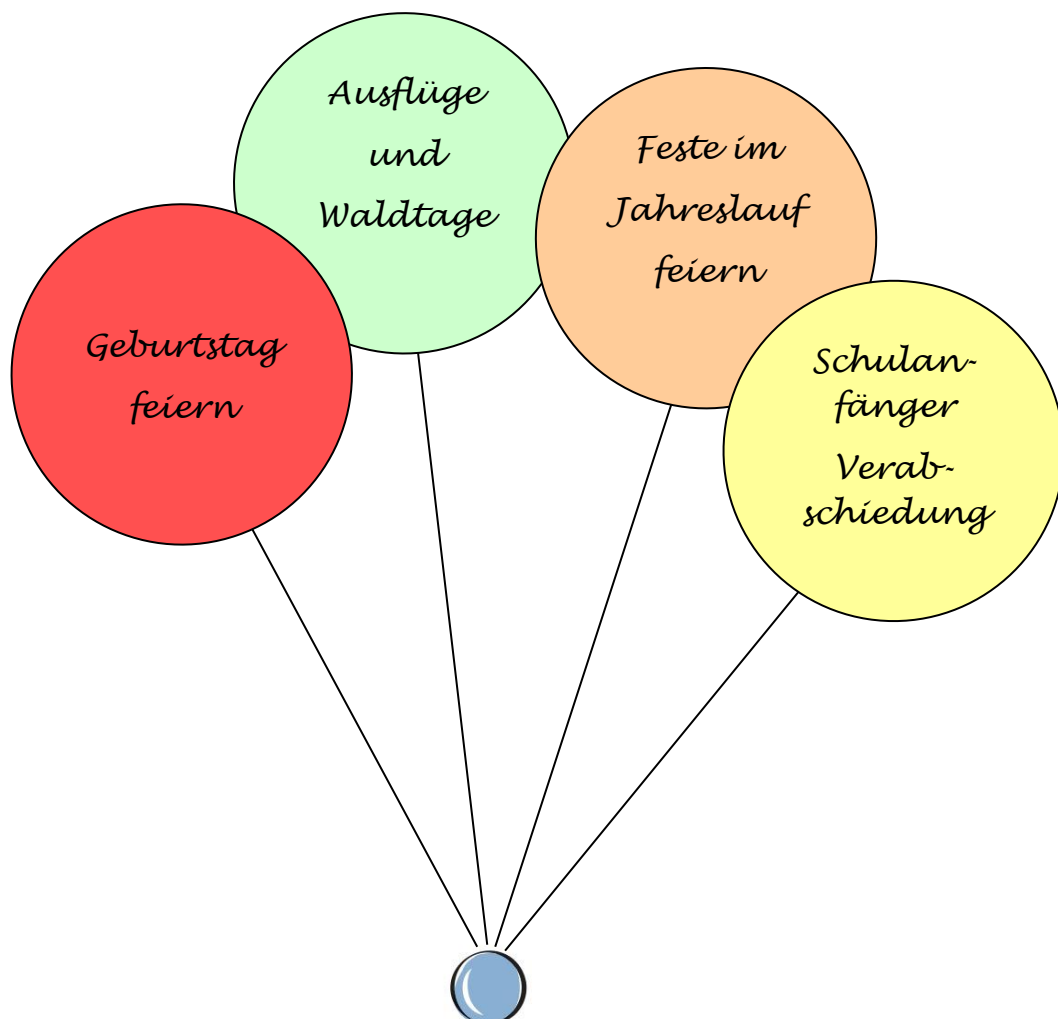 Geburtstag
feiern
Ausflüge
und
Waldtage
Feste im
Jahreslauf
feiern
Schulan-
fänger
Verab-
schiedung